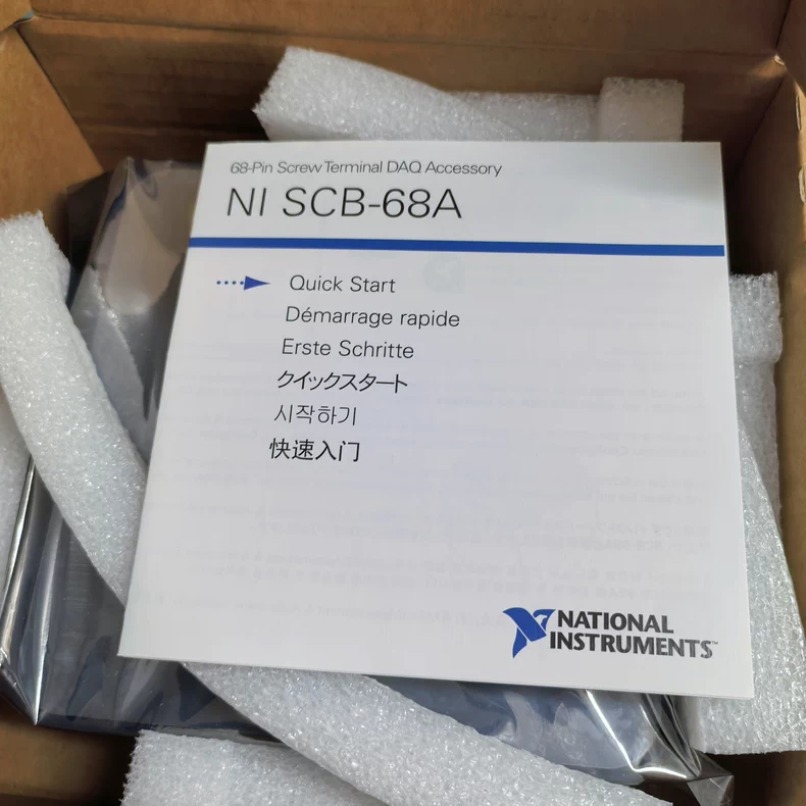 68-Pin Screw Terminal DAQ Accessory
NI SCB-68A
Quick Start
Démarrage rapide
Erste Schritte
クイックスタート
시작하기
快速入门
NATIONAL
INSTRUMENTS™